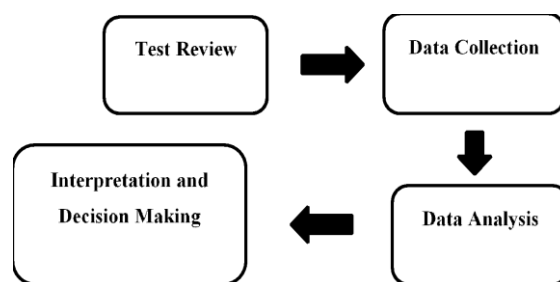 Test Review
Data Collection
Data Analysis
Interpretation and
Decision Making